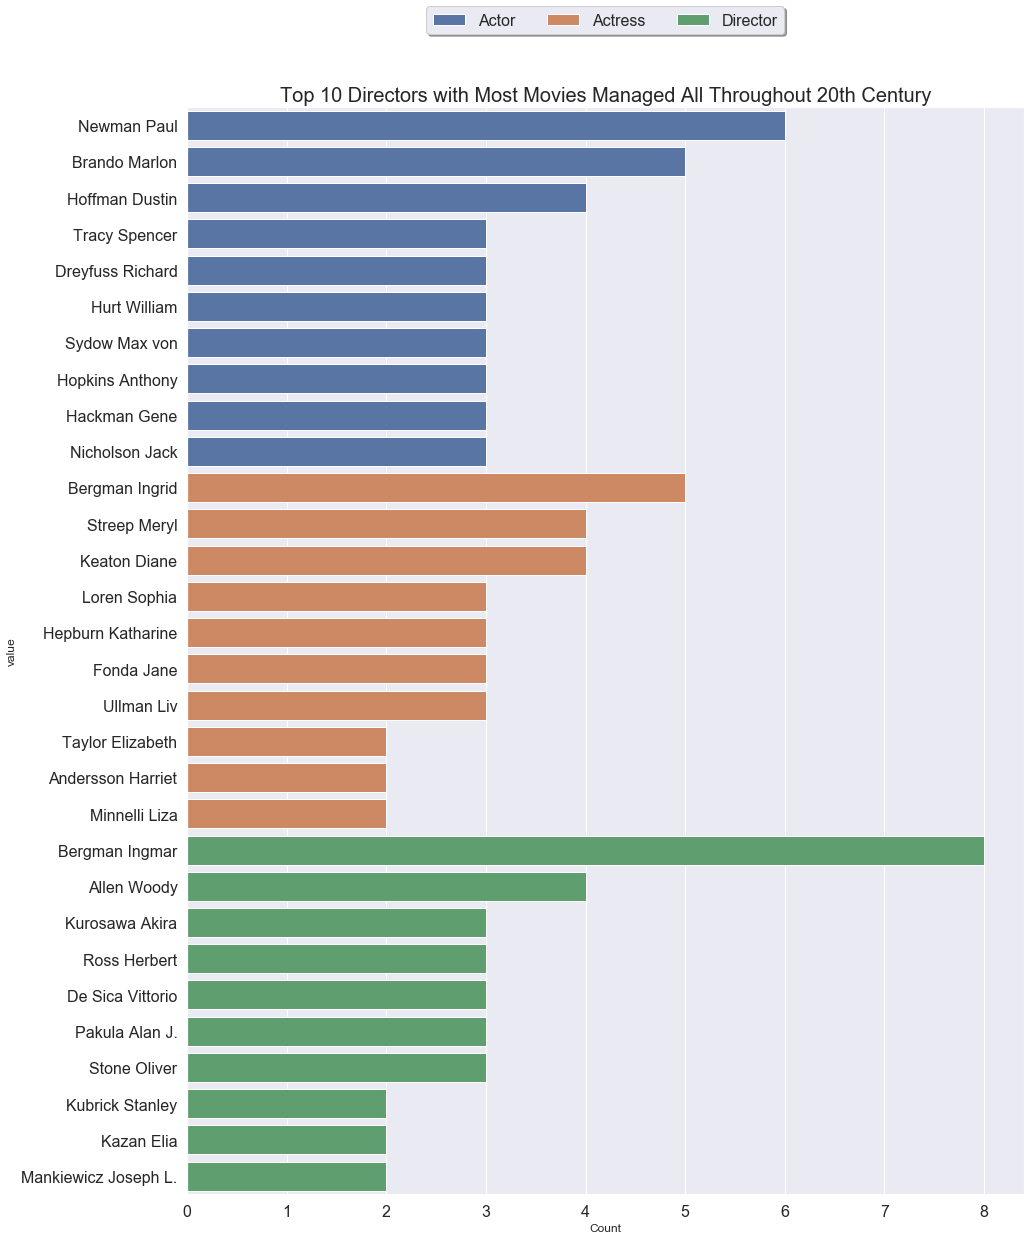 Actor Actress Director
Top 10 Directors with Most Movies Managed All Throughout 20th Century
Newman Paul
Brando Marlon
Hoffman Dustin
Tracy Spencer
Dreyfuss Richard
Hurt William
Sydow Max von
Hopkins Anthony
Hackman Gene
Nicholson Jack
Bergman Ingrid
Streep Meryl
Keaton Diane
Loren Sophia
Hepburn Katharine
Fonda Jane
Ullman Liv
Taylor Elizabeth
Andersson Harriet
Minnelli Liza
Bergman Ingmar
Allen Woody
Kurosawa Akira
Ross Herbert
De Sica Vittorio
Pakula Alan J.
Stone Oliver
Kubrick Stanley
Kazan Elia
Mankiewicz Joseph L.
value
0 1 2 3 4 5 6 7 8
Count